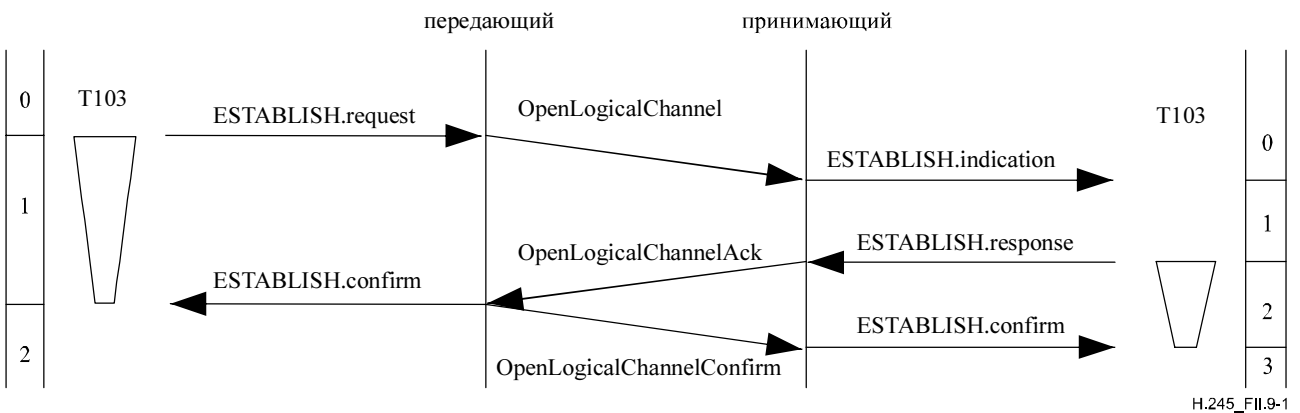 передающий
принимающий
0
T103
ESTABLISH.request
OpenLogicalChannel
T103
0
ESTABLISH.indication
1
1
ESTABLISH.response
OpenLogicalChannelAck
ESTABLISH.confirm
2
ESTABLISH.confirm
2
OpenLogicalChannelConfirm
3
H.245_FII.9-1